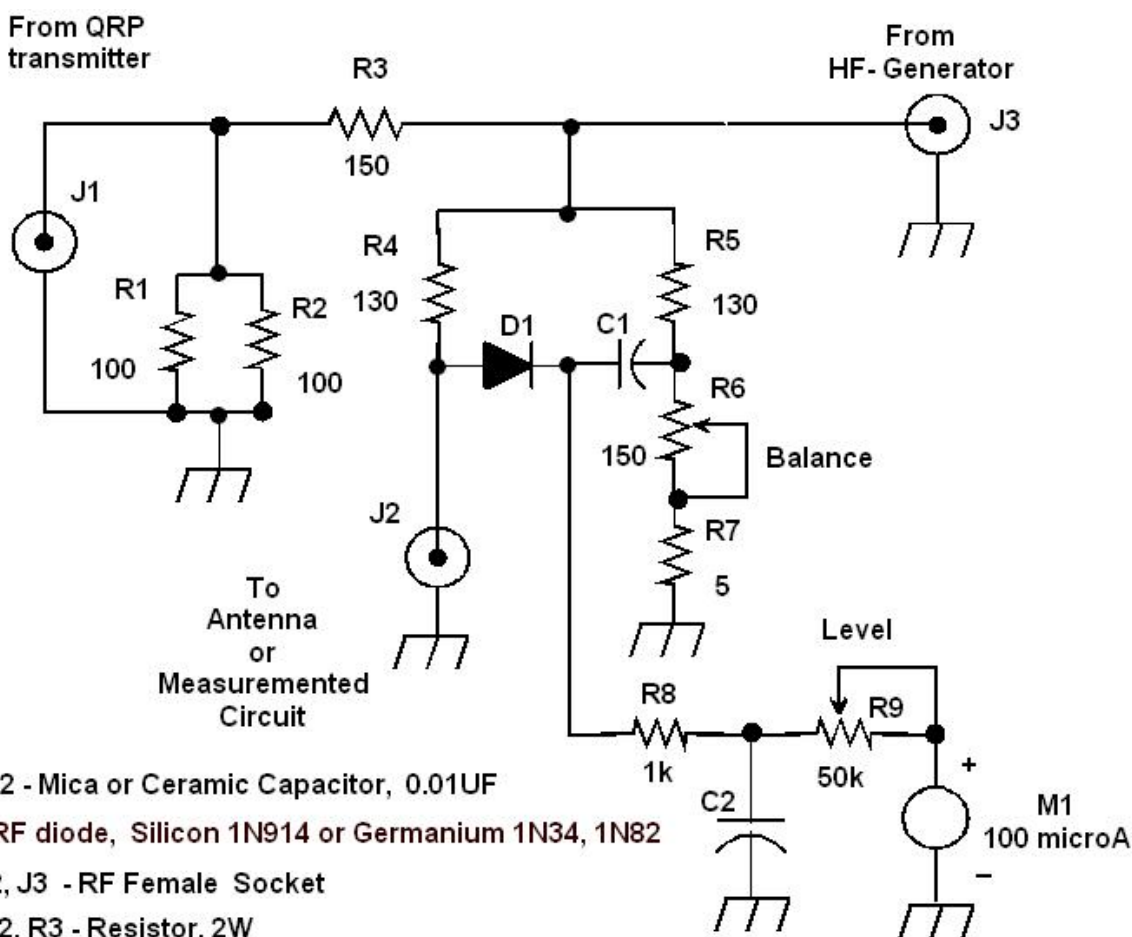 From QRP
transmitter
R3
150
From
HF- Generator
J3
J1
R1
100
R2
100
R4
130
R5
130
D1
C1
R6
150
Balance
R7
5
J2
To
Antenna
or
Measuremented
Circuit
Level
R8
1k
R9
50k
C2
+
M1
100 microA
–
2 - Mica or Ceramic Capacitor, 0.01UF
RF diode, Silicon 1N914 or Germanium 1N34, 1N82
, J3 - RF Female Socket
2, R3 - Resistor, 2W